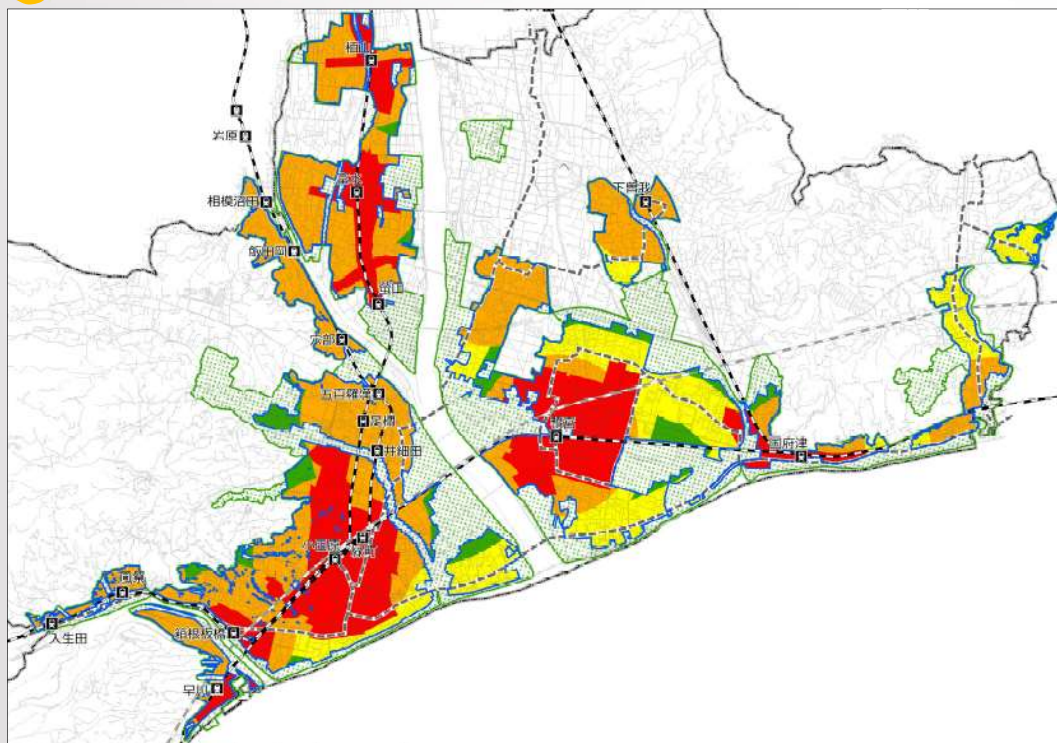 栢山
岩原
富水
相模沼田
下曽我
飯田岡
蛍田
穴部
五百羅漢
足柄
井細田
鴨宮
国府津
緑町
小田原
風祭
入生田
箱根板橋
早川